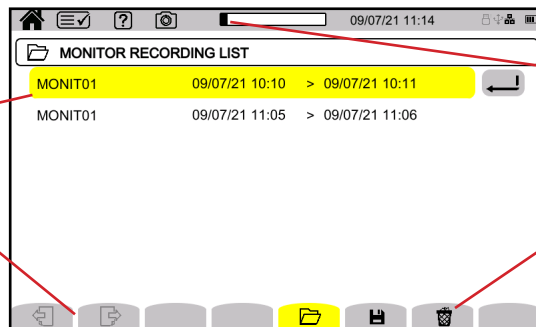 09/07/21 11:14
MONITOR RECORDING LIST
MONIT01 09/07/21 10:10 > 09/07/21 10:11
MONIT01 09/07/21 11:05 > 09/07/21 11:06